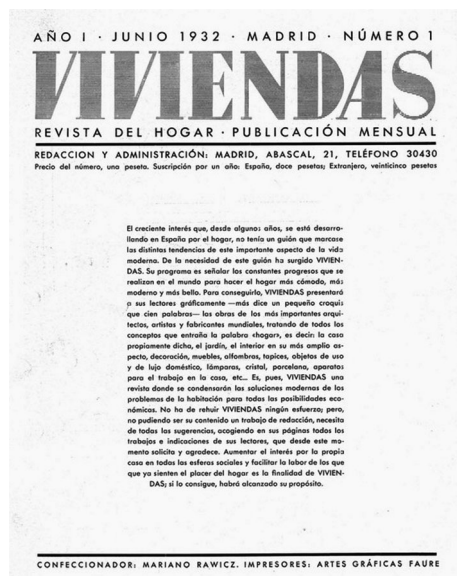 AÑO I · JUNIO 1932 · MADRID · NÚMERO 1
VIVIENDAS
REVISTA DEL HOGAR · PUBLICACIÓN MENSUAL
REDACCION Y ADMINISTRACIÓN: MADRID, ABASCAL, 21, TELÉFONO 30430
Precio del número, una peseta. Suscripción por un año: España, doce pesetas; Extranjero, veinticinco pesetas
El creciente interés que, desde algunos años, se está desarro-
llando en España por el hogar, no tenía un guión que marcase
las distintas tendencias de este importante aspecto de la vida
moderna. De la necesidad de este guión ha surgido VIVIEN-
DAS. Su programa es señalar los constantes progresos que se
realizan en el mundo para hacer el hogar más cómodo, más
moderno y más bello. Para conseguirlo, VIVIENDAS presentará
a sus lectores gráficamente —más dice un pequeño croquis
que cien palabras— las obras de los más importantes arqui-
tectos, artistas y fabricantes mundiales, tratando de todos los
conceptos que entraña la palabra «hogar», es decir: la casa
propiamente dicha, el jardín, el interior en su más amplio as-
pecto, decoración, muebles, alfombras, tapices, objetos de uso
y de lujo doméstico, lámparas, cristal, porcelana, aparatos
para el trabajo en la casa, etc... Es, pues, VIVIENDAS una
revista donde se condensarán las soluciones modernas de los
problemas de la habitación para todas las posibilidades eco-
nómicas. No ha de rehuir VIVIENDAS ningún esfuerzo; pero,
no pudiendo ser su contenido un trabajo de redacción, necesita
de todas las sugerencias, acogiendo en sus páginas todos los
trabajos e indicaciones de sus lectores, que desde este mo-
mento solicita y agradece. Aumentar el interés por la propia
casa en todas las esferas sociales y facilitar la labor de los que
que ya sienten el placer del hogar es la finalidad de VIVIEN-
DAS; si lo consigue, habrá alcanzado su propósito.
CONFECCIONADOR: MARIANO RAWICZ. IMPRESORES: ARTES GRÁFICAS FAURE